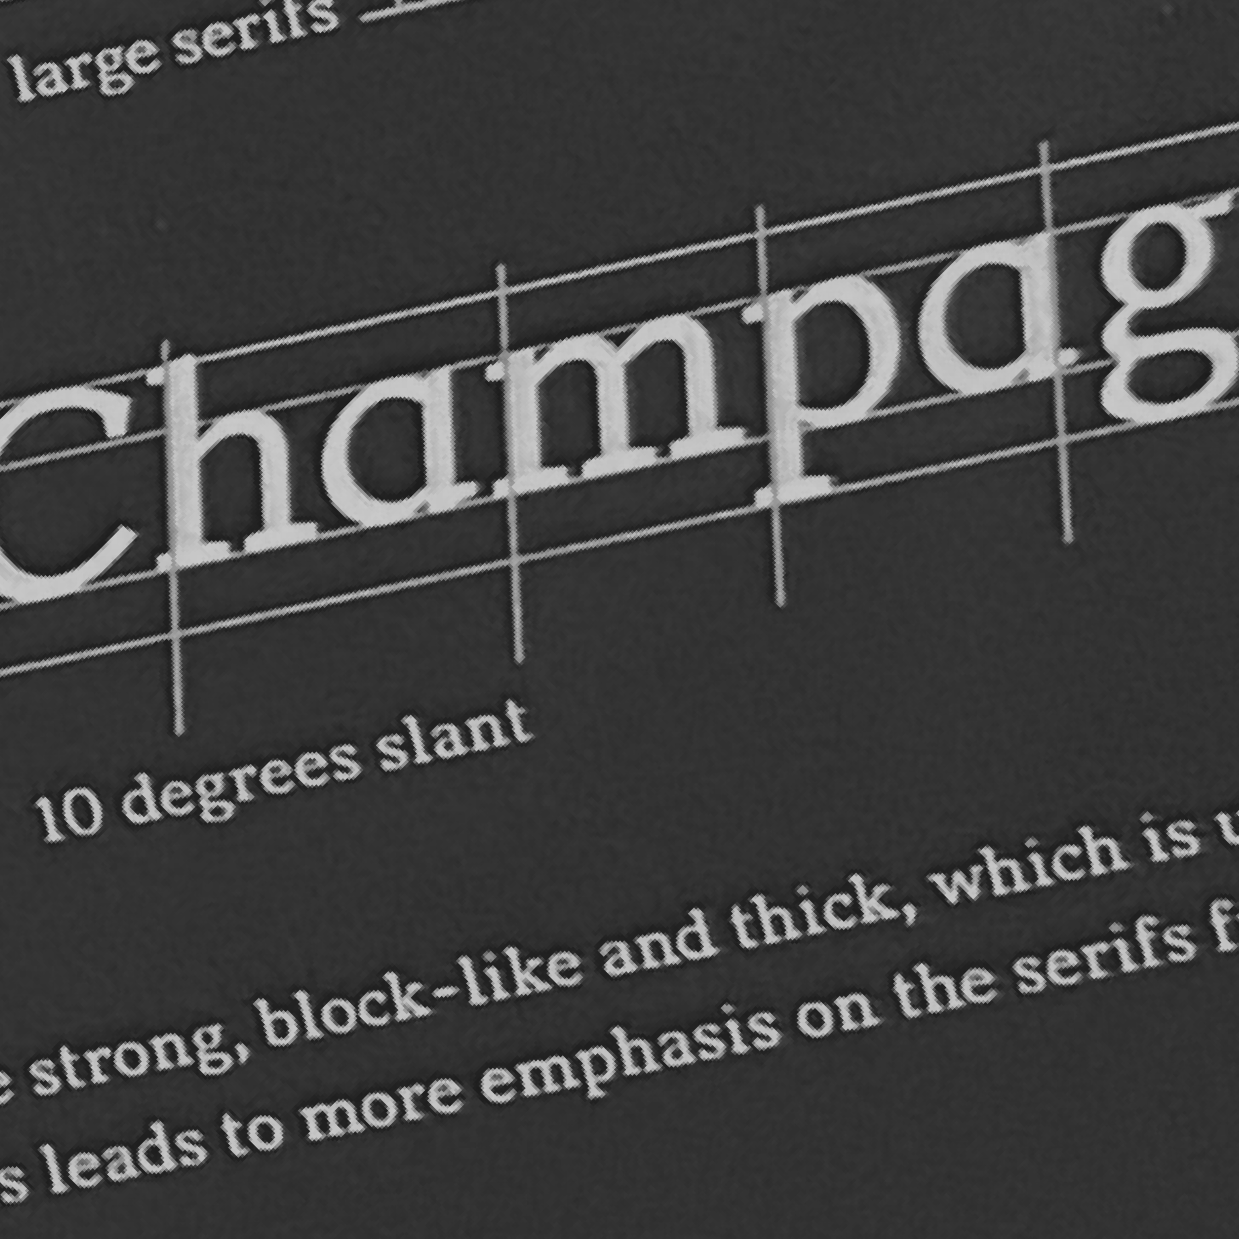 large serifs
Champag
10 degrees slant
strong, block-like and thick, which is
leads to more emphasis on the serifs